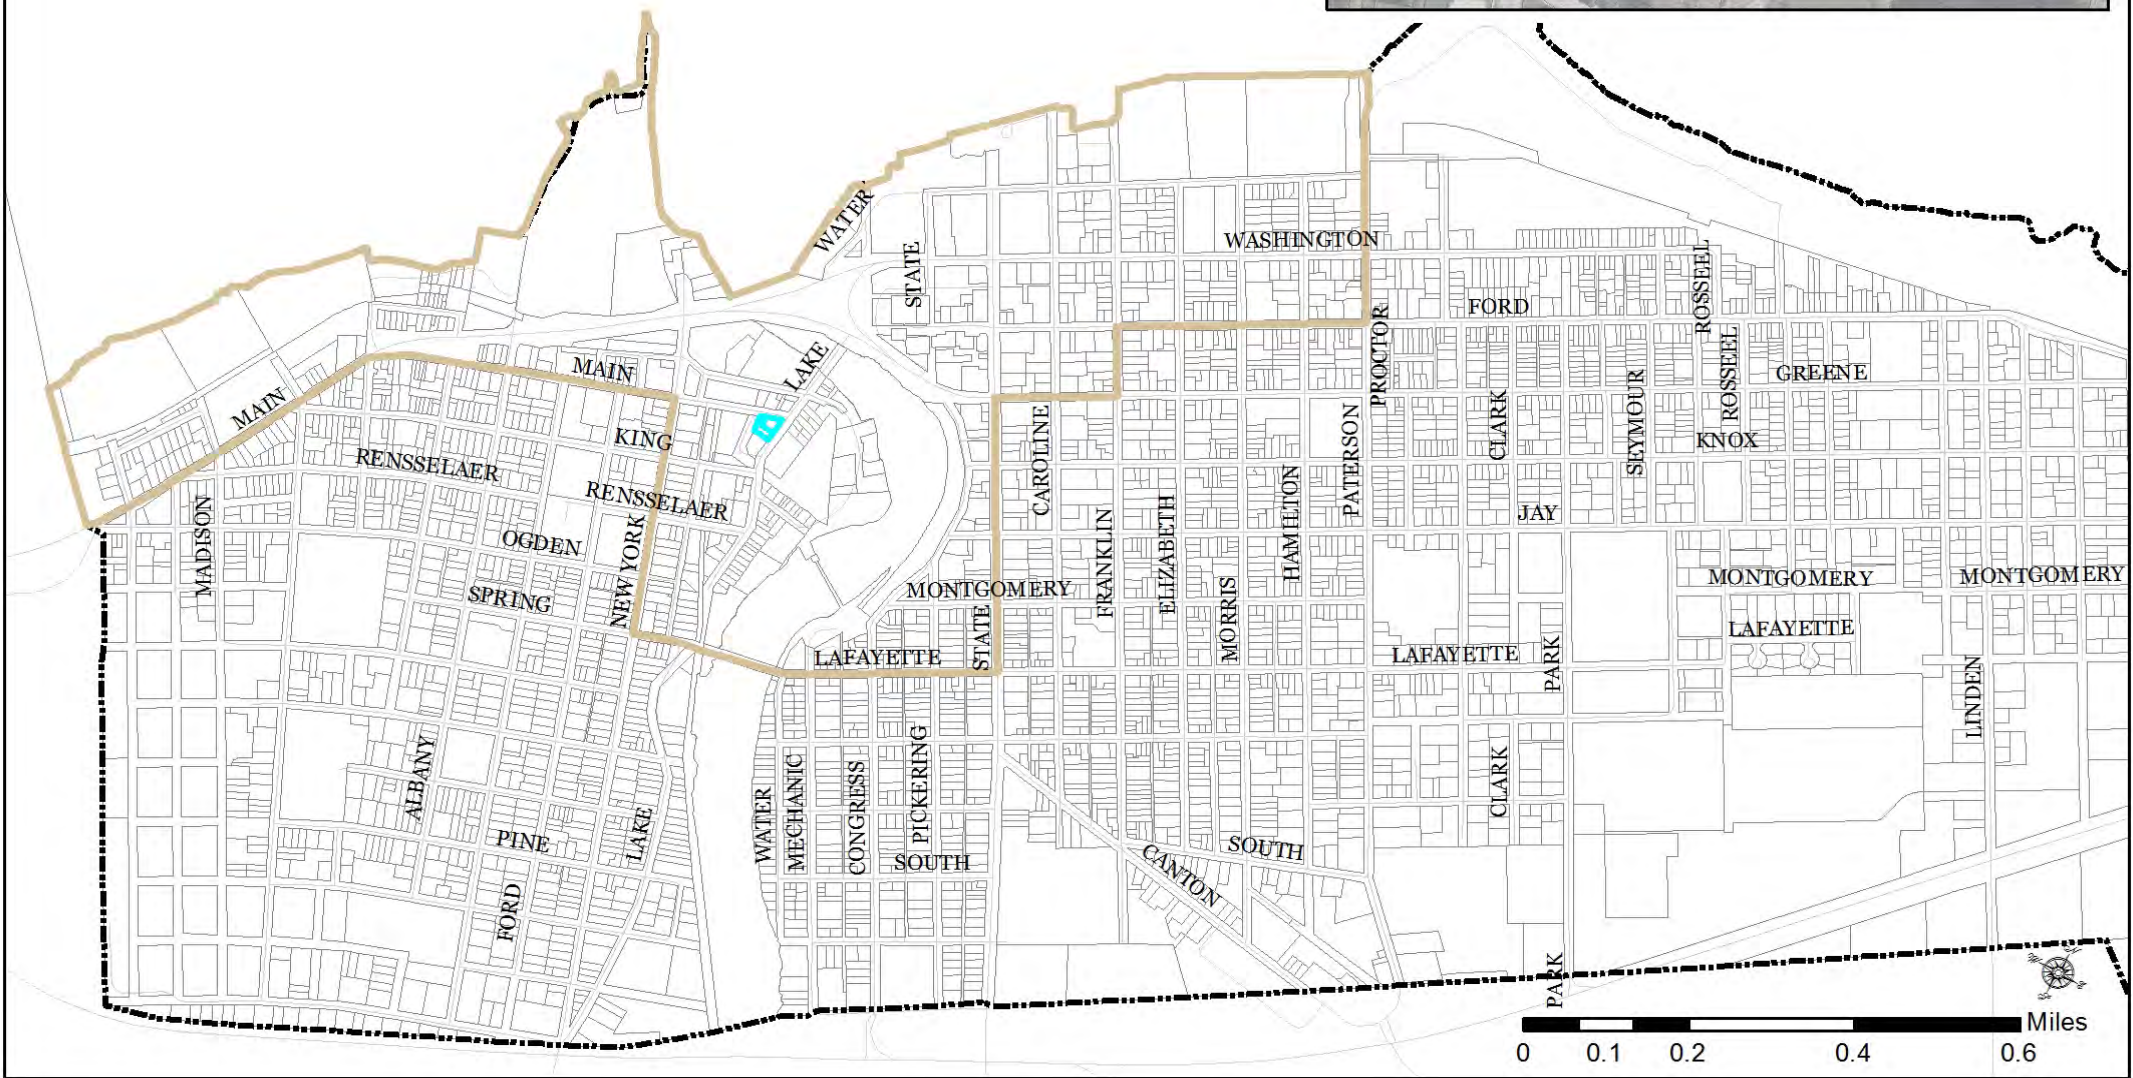 WATER
STATE
WASHINGTON
ROSSEEL
FORD
MAIN
LAKE
PROCTOR
ROSSEEL
GREENE
MAIN
KING
CAROLINE
PATERSON
CLARK
SEYMOUR
KNOX
RENSSELAER
RENSSELAER
MADISON
OGDEN
NEW YORK
FRANKLIN
ELIZABETH
HAMILTON
JAY
SPRING
MONTGOMERY
MORRIS
MONTGOMERY
MONTGOMERY
STATE
LAFAYETTE
LAFAYETTE
PARK
LAFAYETTE
LINDEN
ALBANY
PINE
LAKE
WATER
MECHANIC
CONGRESS
PICKERING
SOUTH
CANTON
SOUTH
CLARK
FORD
PARK
Miles
0 0.1 0.2 0.4 0.6